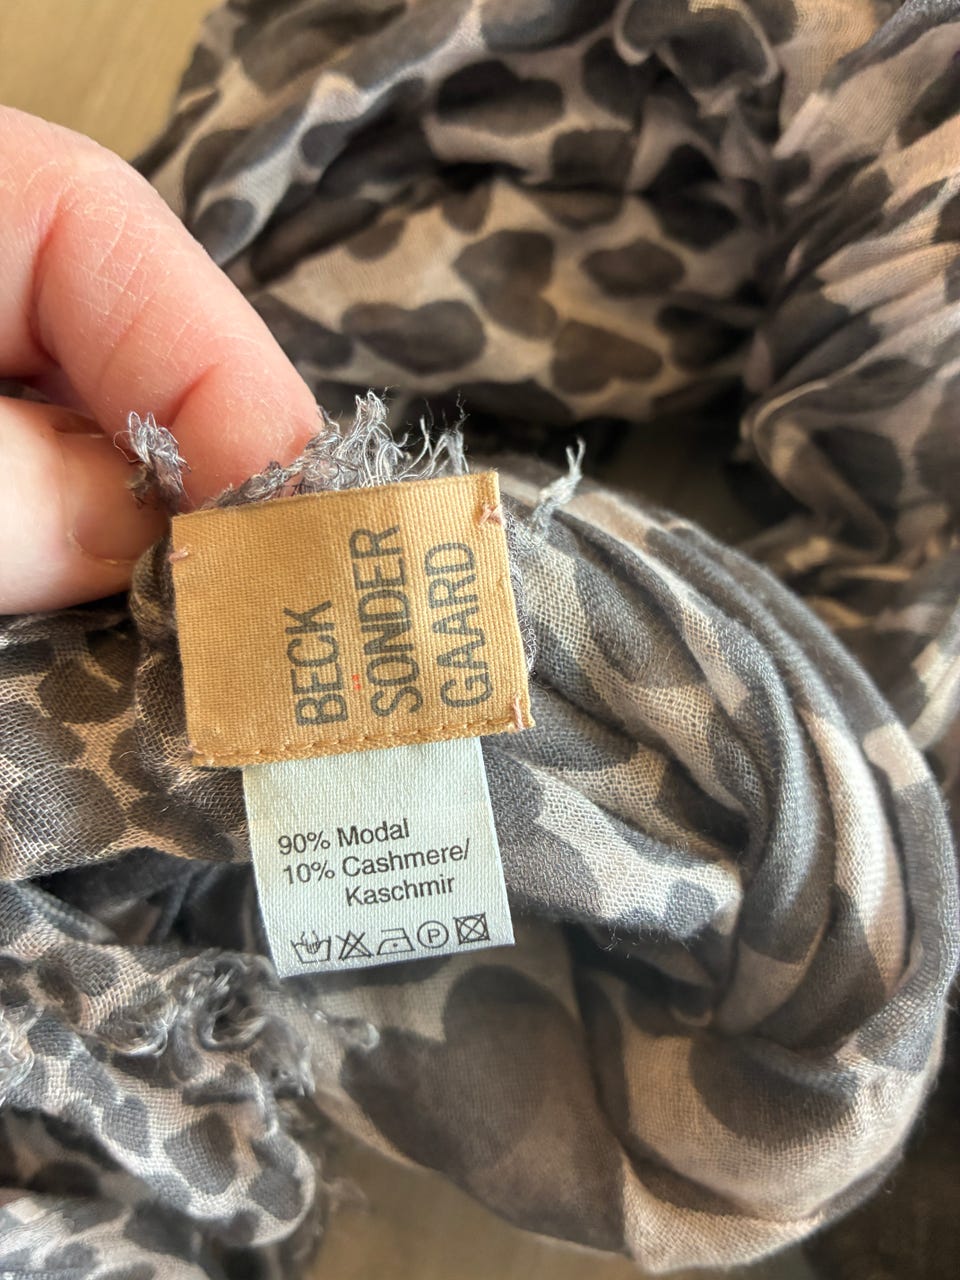 BECK
SONDER
GAARD
90% Modal
10% Cashmere/
Kaschmir
P